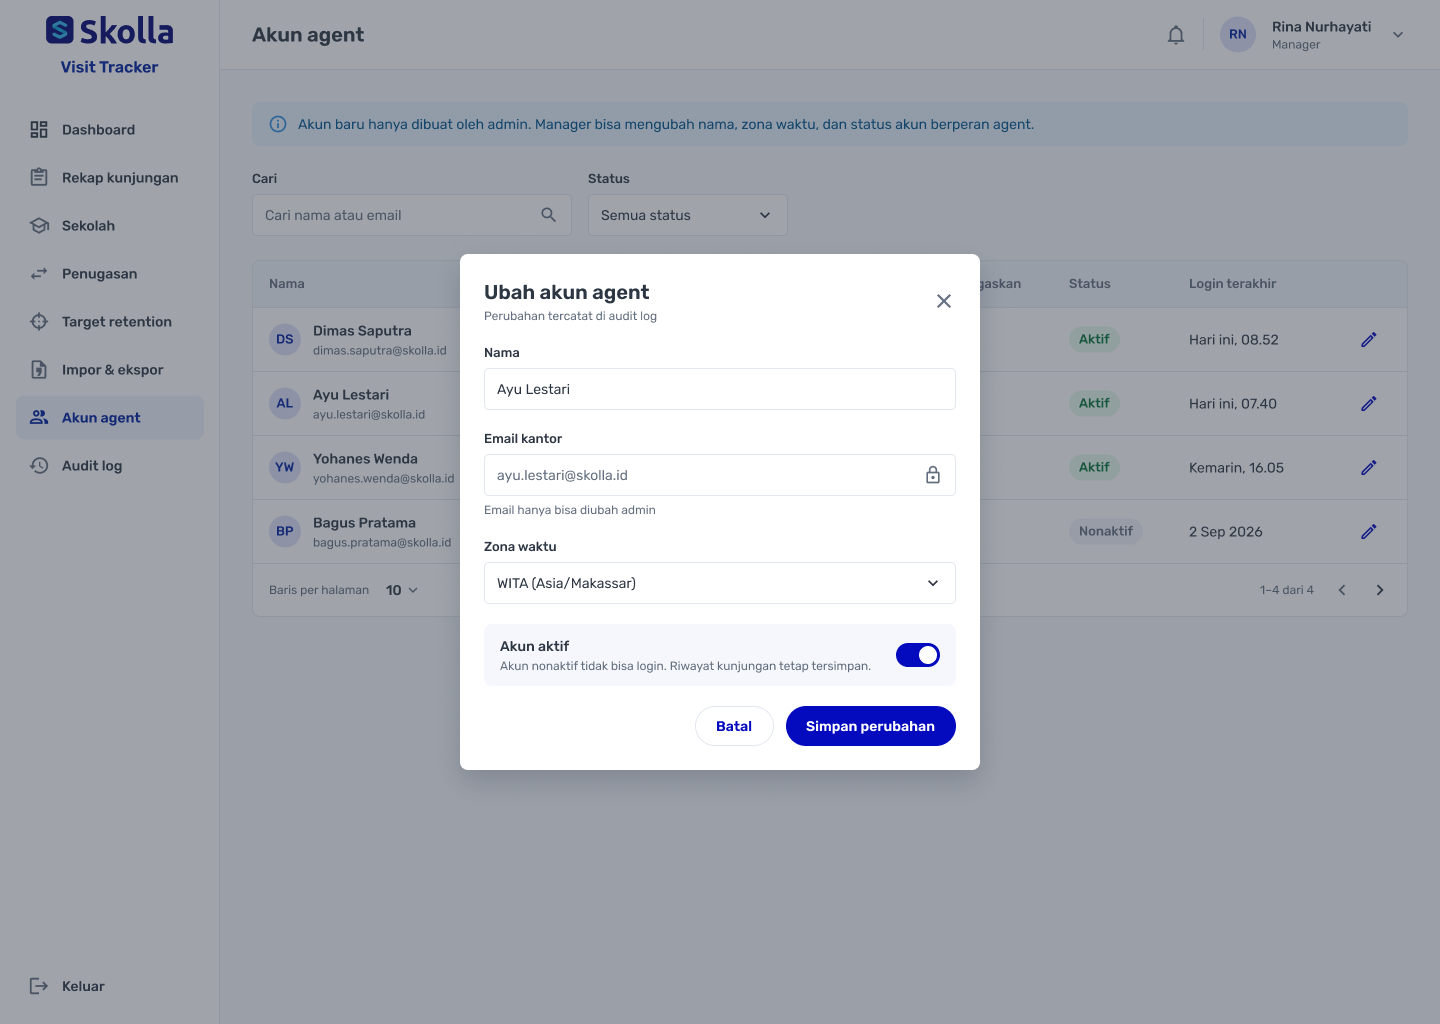 Skolla
Visit Tracker
Dashboard
Rekap kunjungan
Sekolah
Penugasan
Target retention
Impor & ekspor
Akun agent
Audit log
Keluar
Akun agent
RN
Rina Nurhayati
Manager
Akun baru hanya dibuat oleh admin. Manager bisa mengubah nama, zona waktu, dan status akun berperan agent.
Cari
Status
Cari nama atau email
Semua status
Nama
Status
Login terakhir
DS
Dimas Saputra
dimas.saputra@skolla.id
Aktif
Hari ini, 08.52
AL
Ayu Lestari
ayu.lestari@skolla.id
Aktif
Hari ini, 07.40
YW
Yohanes Wenda
yohanes.wenda@skolla.id
Aktif
Kemarin, 16.05
BP
Bagus Pratama
bagus.pratama@skolla.id
Nonaktif
2 Sep 2026
Baris per halaman
10
1–4 dari 4
Ubah akun agent
Perubahan tercatat di audit log
Nama
Ayu Lestari
Email kantor
ayu.lestari@skolla.id
Email hanya bisa diubah admin
Zona waktu
WITA (Asia/Makassar)
Akun aktif
Akun nonaktif tidak bisa login. Riwayat kunjungan tetap tersimpan.
Batal
Simpan perubahan